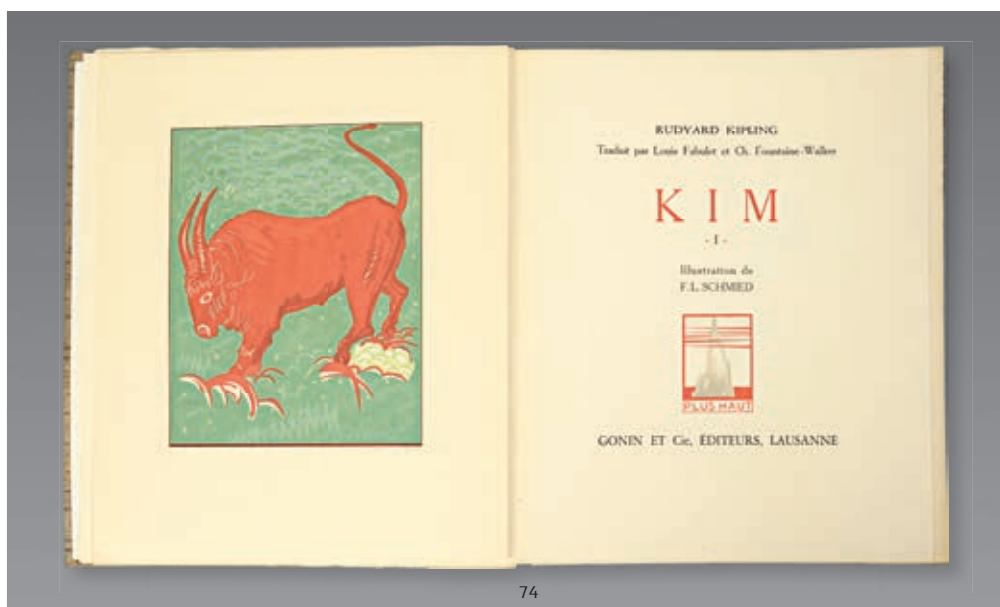 RUDYARD KIPLING
Traduit par Louis Fabulet et Ch. Fountaine-Walker
KIM
- I -
Illustration de
F.L. SCHMIED
PLUS HAUT
GONIN ET Cie, ÉDITEURS, LAUSANNE
74